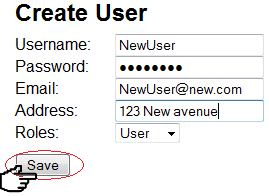 Create User
Username: NewUser
Password: ●●●●●●●●
Email: NewUser@new.com
Address: 123 New avenue
Roles: User
Save